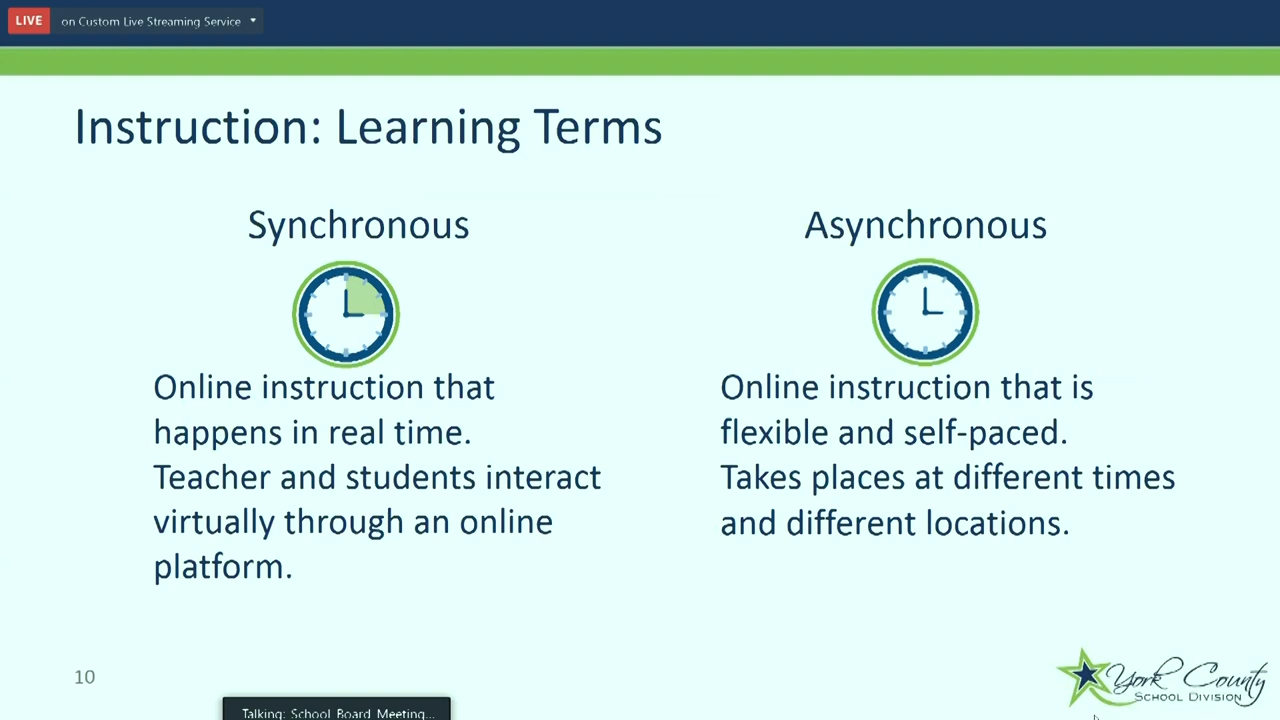 LIVE on Custom Live Streaming Service
Instruction: Learning Terms
Synchronous
Online instruction that
happens in real time.
Teacher and students interact
virtually through an online
platform.
Asynchronous
Online instruction that is
flexible and self-paced.
Takes places at different times
and different locations.
10
York County
SCHOOL DIVISION
Talking: School Board Meeting...